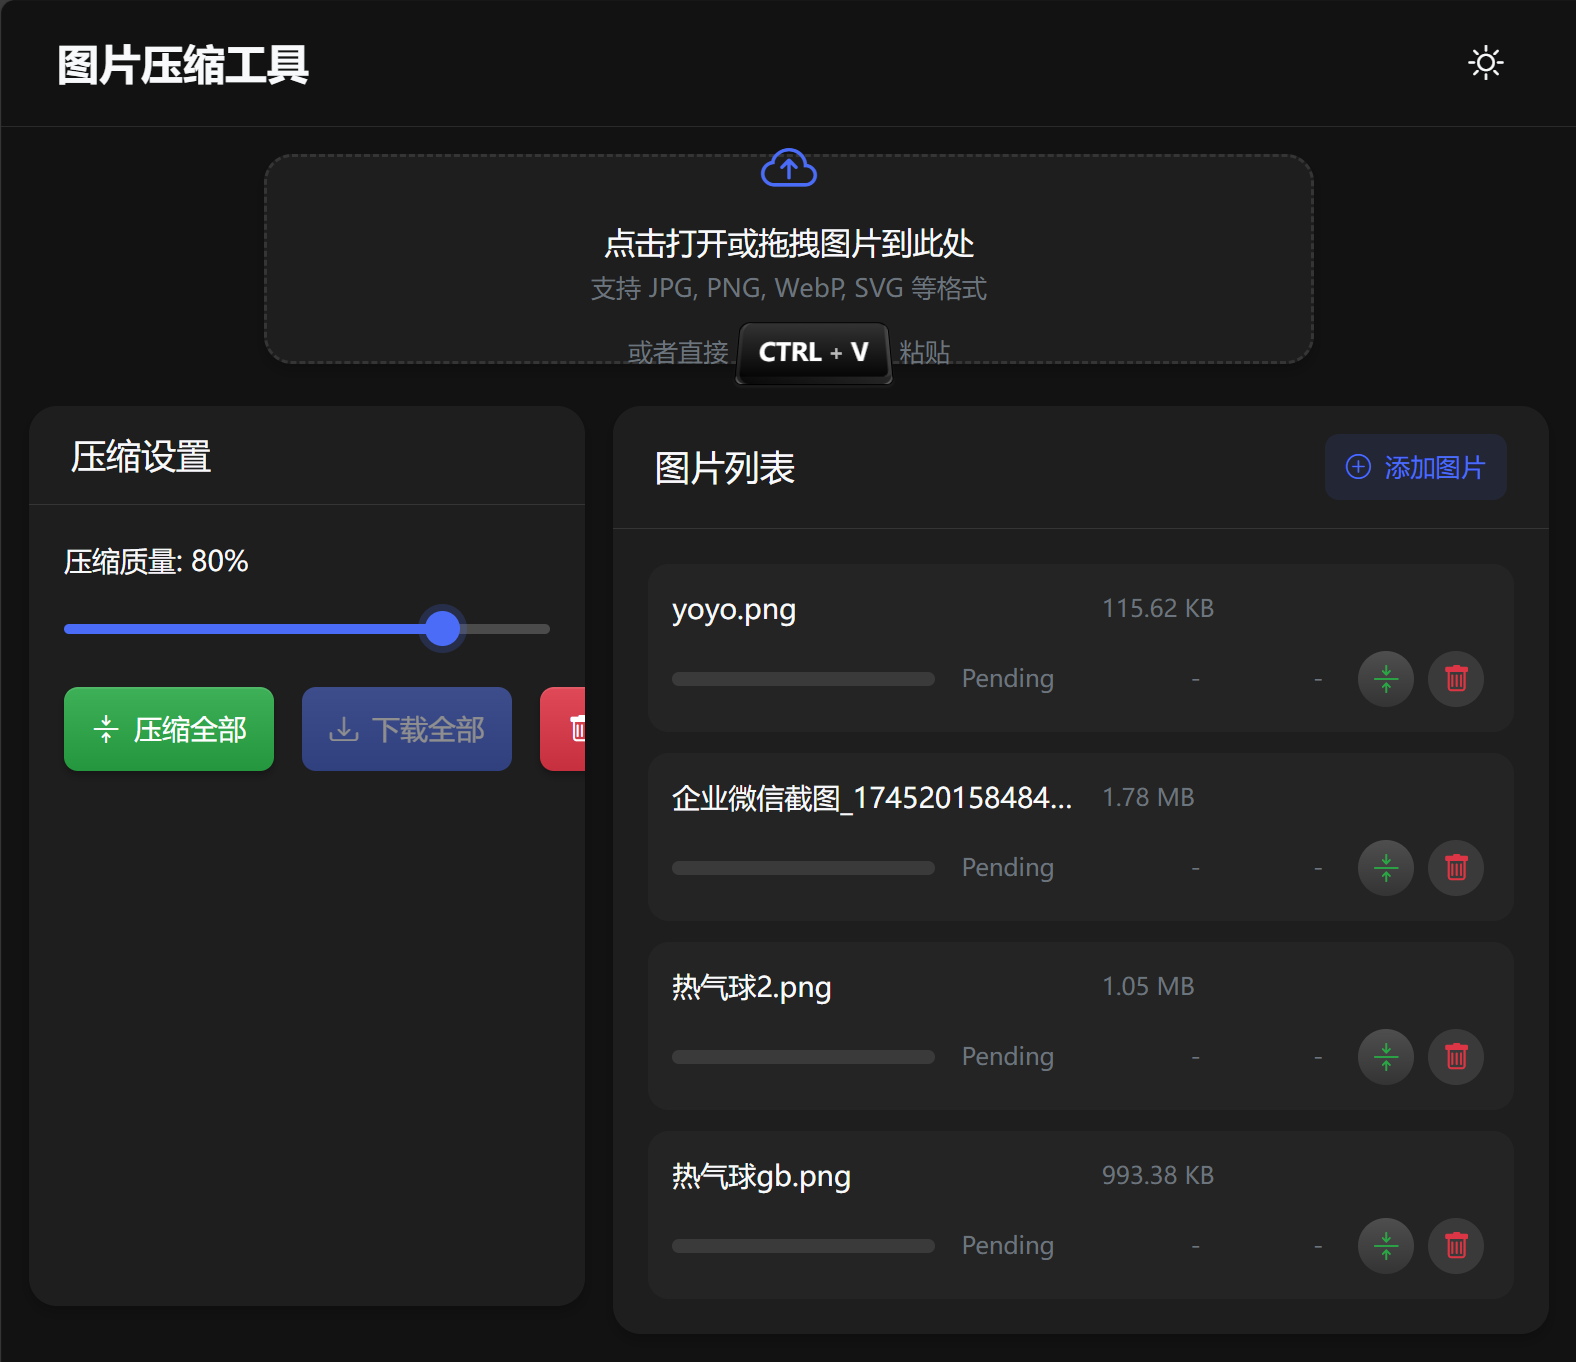 图片压缩工具
点击打开或拖拽图片到此处
支持 JPG, PNG, WebP, SVG 等格式
或者直接 CTRL + V 粘贴
压缩设置
压缩质量: 80%
压缩全部 下载全部
图片列表 添加图片
yoyo.png 115.62 KB
Pending - -
企业微信截图_174520158484... 1.78 MB
Pending - -
热气球2.png 1.05 MB
Pending - -
热气球gb.png 993.38 KB
Pending - -